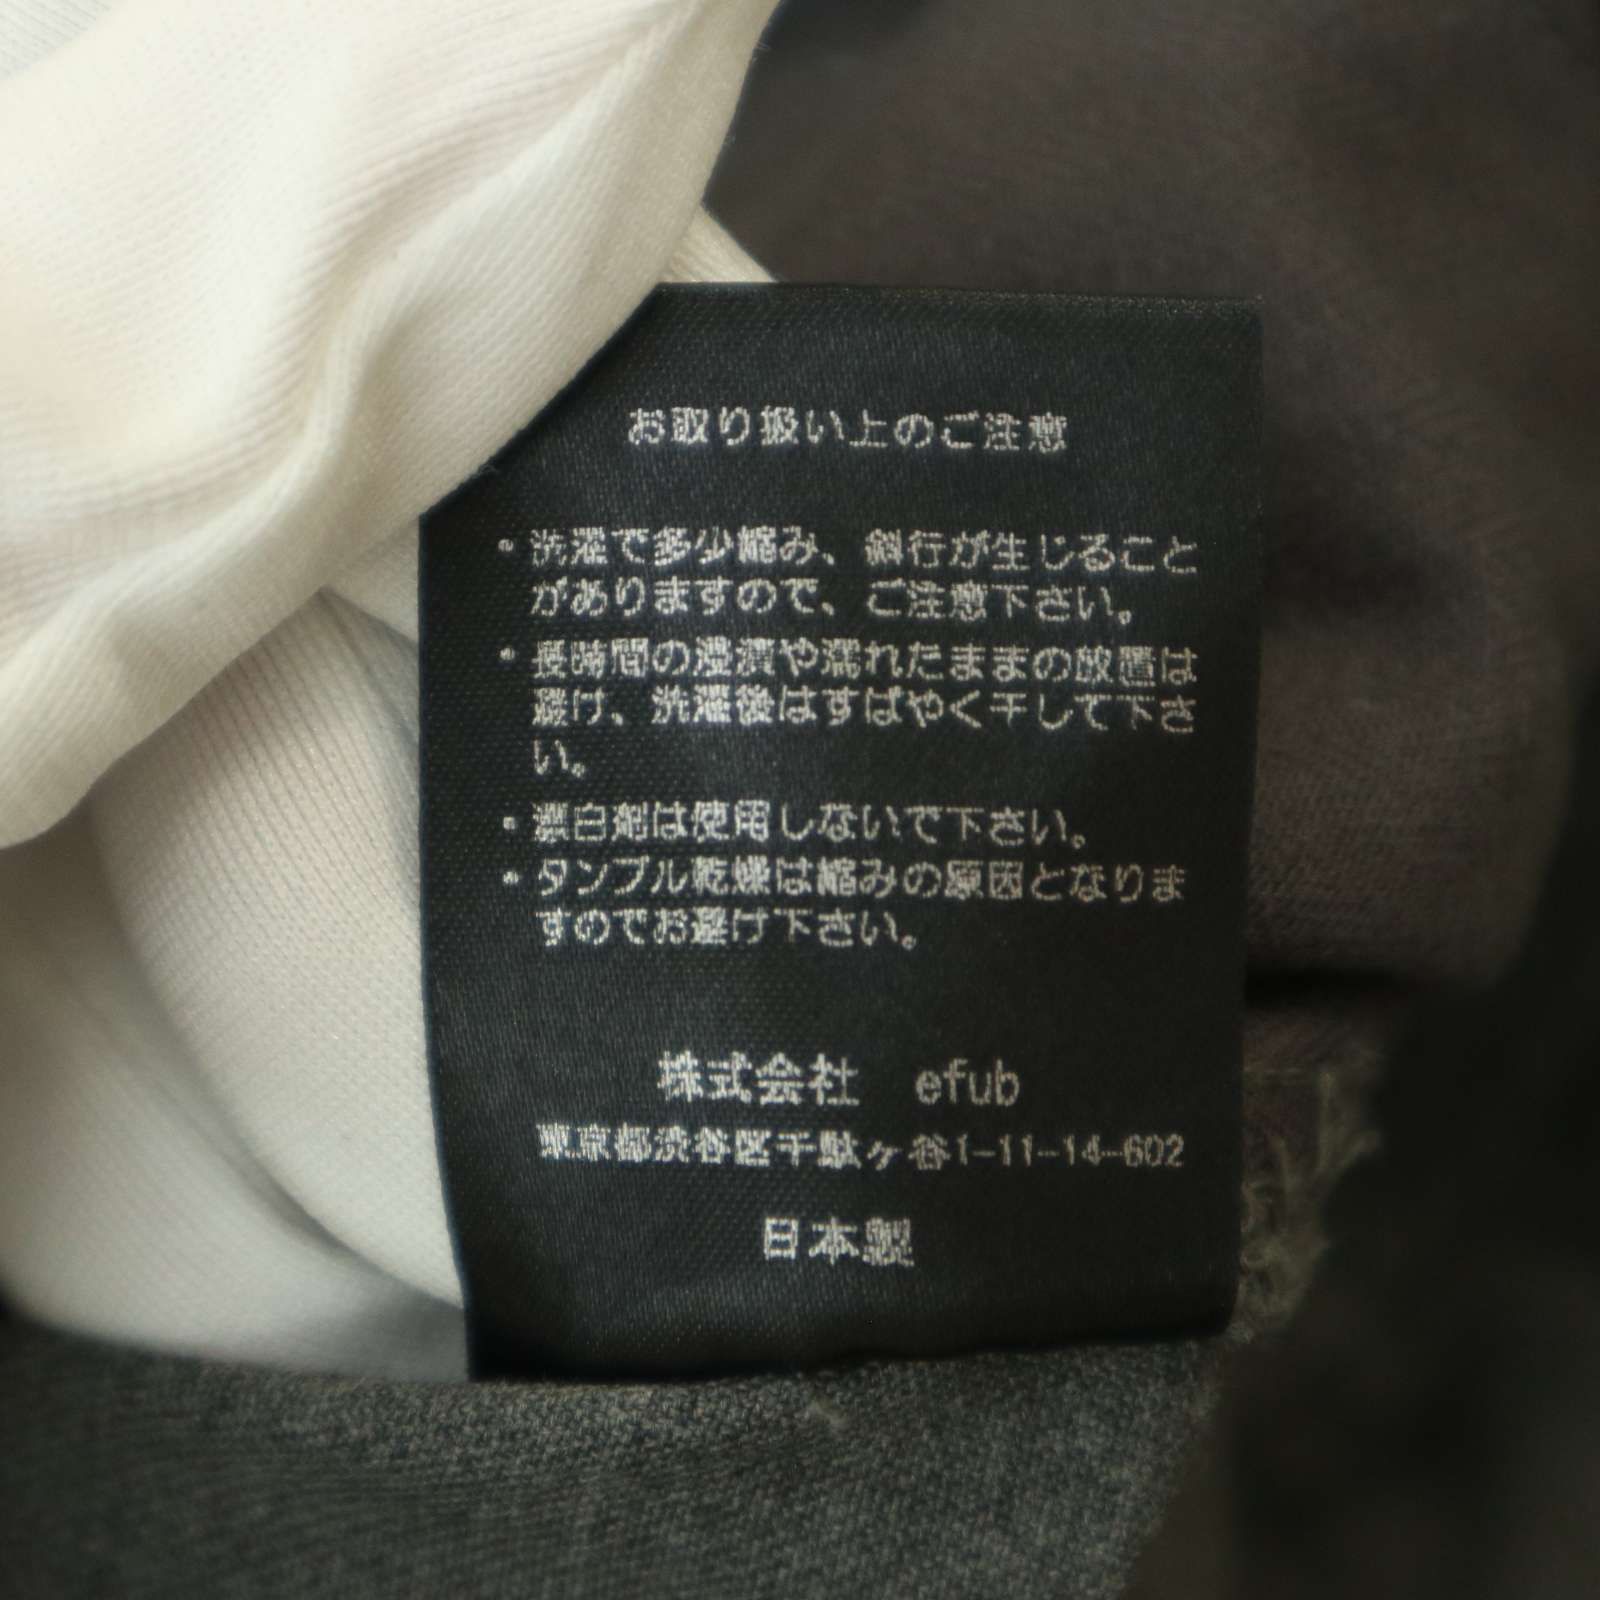 お取り扱い上のご注意
・洗濯で多少縮み、斜行が生じること
がありますので、ご注意下さい。
・長時間の浸漬や濡れたままの放置は
避け、洗濯後はすばやく干して下さ
い。
・漂白剤は使用しないで下さい。
・タンブル乾燥は縮みの原因となりま
すのでお避け下さい。
株式会社 efub
東京都渋谷区千駄ヶ谷1-11-14-602
日本製